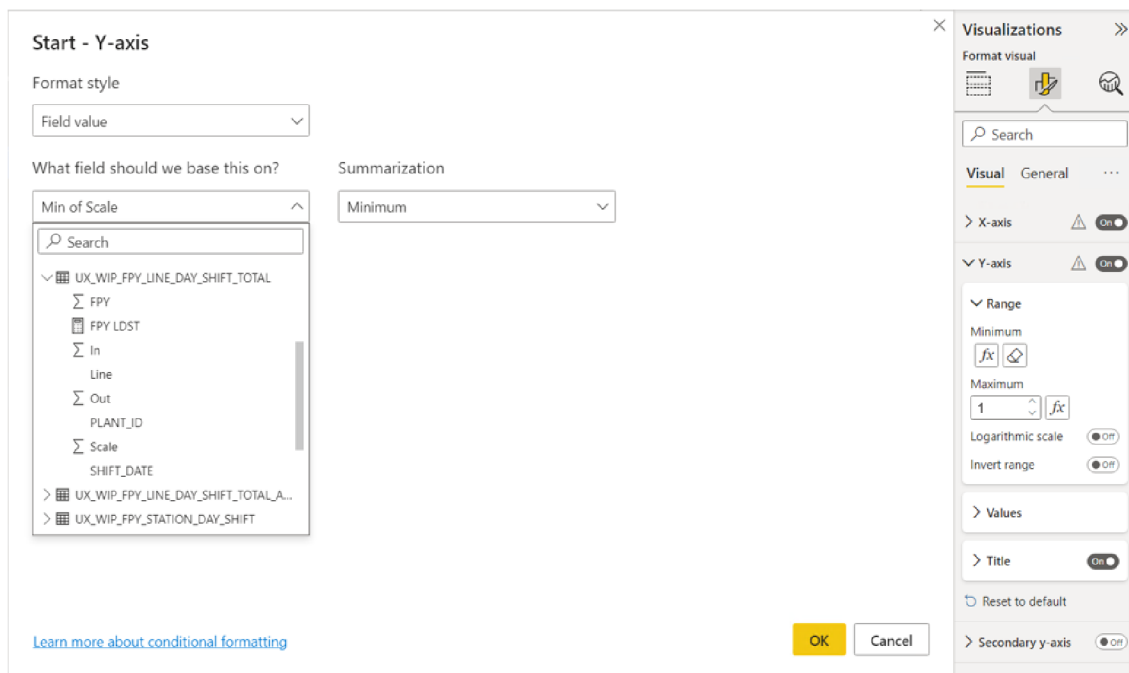 Start - Y-axis
Format style
Field value
What field should we base this on?
Summarization
Min of Scale
Minimum
Search
UX_WIP_FPY_LINE_DAY_SHIFT_TOTAL
FPY
FPY LDST
In
Line
Out
PLANT_ID
Scale
SHIFT_DATE
UX_WIP_FPY_LINE_DAY_SHIFT_TOTAL_A...
UX_WIP_FPY_STATION_DAY_SHIFT
Learn more about conditional formatting
OK
Cancel
Visualizations
Format visual
Search
Visual
General
...
X-axis
On
Y-axis
On
Range
Minimum
fx
Maximum
1
fx
Logarithmic scale
Off
Invert range
Off
Values
Title
On
Reset to default
Secondary y-axis
Off